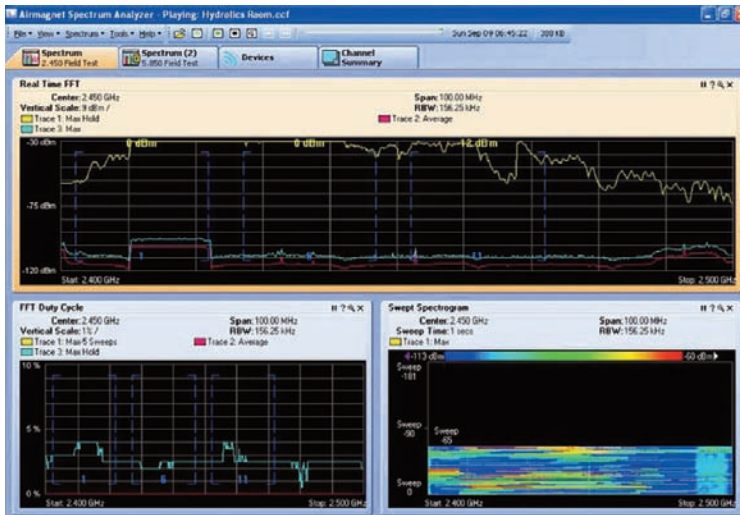 Airmagnet Spectrum Analyzer - Playing: Hydrolics Room.ccf
File View Spectrum Tools Help Sun Sep 09 06:45:22 300 KB
Spectrum Spectrum (2) Devices Channel
2.450 Field Test 5.850 Field Test Summary
Real Time FFT
Center: 2.450 GHz Span: 100.00 MHz
Vertical Scale: 9 dBm / RBW: 156.25 kHz
Trace 1: Max Hold Trace 2: Average
Trace 3: Max
-30 dBm 0 dBm 0 dBm -12 dBm
-75 dBm
1 6 11
-120 dBm
Start: 2.400 GHz Stop: 2.500 GHz
FFT Duty Cycle
Center: 2.450 GHz Span: 100.00 MHz
Vertical Scale: 1% / RBW: 156.25 kHz
Trace 1: Max-5 Sweeps Trace 2: Average
Trace 3: Max Hold
10 %
5 %
1 6 11
0 %
Start: 2.400 GHz Stop: 2.500 GHz
Swept Spectrogram
Center: 2.450 GHz Span: 100.00 MHz
Sweep Time: 1 secs RBW: 156.25 kHz
Trace 1: Max
-113 dBm -60 dBm
Sweep
-181
Sweep
-90
Sweep
-65
Sweep
0
Start: 2.400 GHz Stop: 2.500 GHz